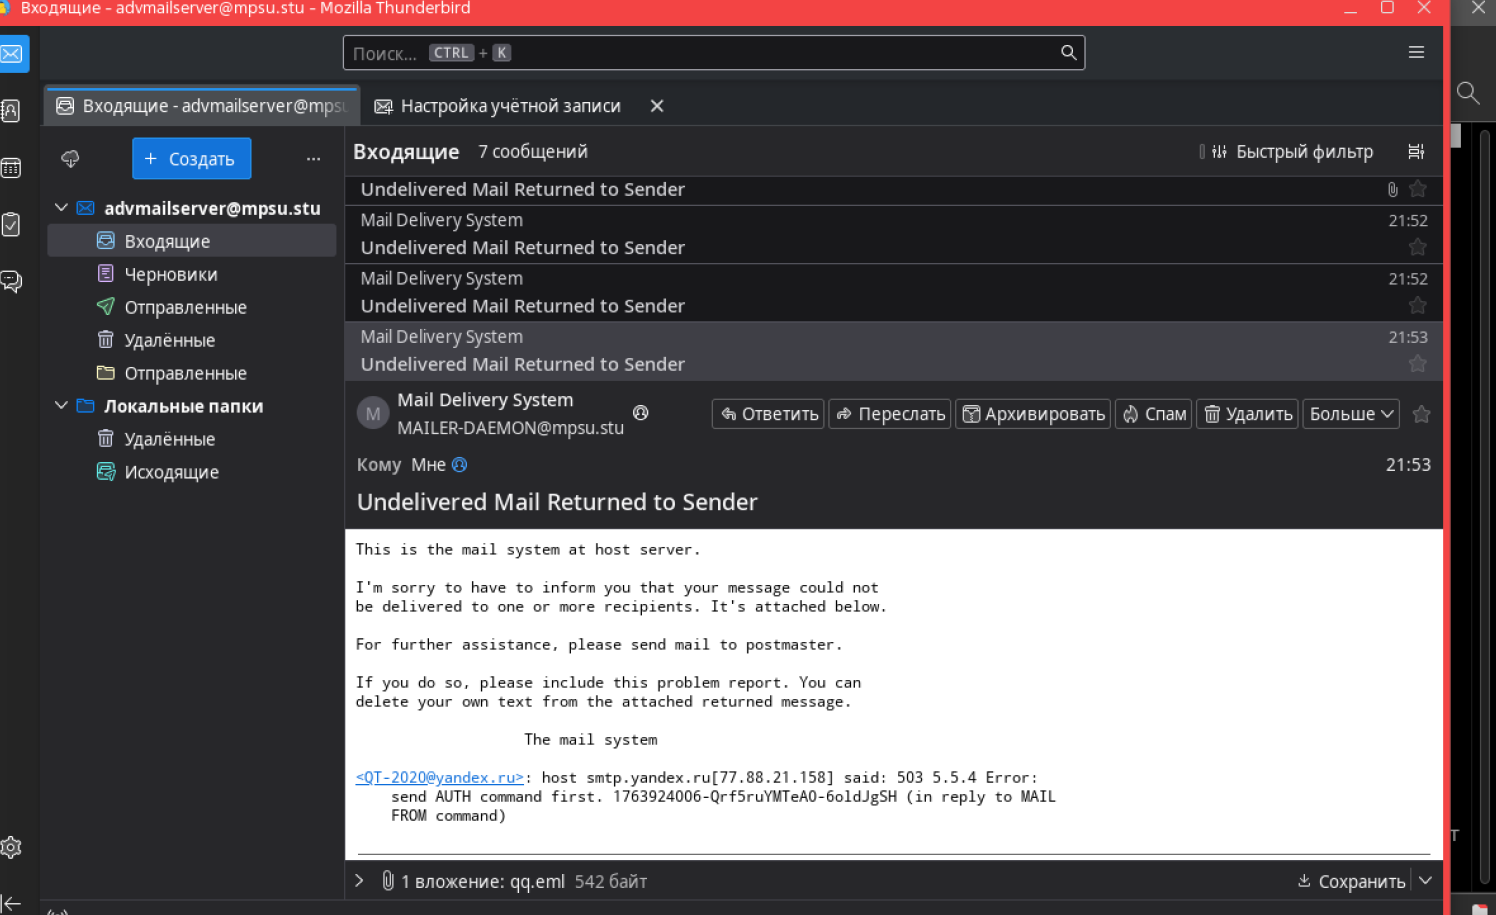 Входящие - advmailserver@mpsu.stu - Mozilla Thunderbird
Поиск... CTRL + K
Входящие - advmailserver@mpsu
Настройка учётной записи
+ Создать
Входящие 7 сообщений
Быстрый фильтр
advmailserver@mpsu.stu
Входящие
Черновики
Отправленные
Удалённые
Отправленные
Локальные папки
Удалённые
Исходящие
Undelivered Mail Returned to Sender
Mail Delivery System 21:52
Undelivered Mail Returned to Sender
Mail Delivery System 21:52
Undelivered Mail Returned to Sender
Mail Delivery System 21:53
Undelivered Mail Returned to Sender
M
Mail Delivery System
MAILER-DAEMON@mpsu.stu
Ответить Переслать Архивировать Спам Удалить Больше
Кому Мне 21:53
Undelivered Mail Returned to Sender
This is the mail system at host server.
I'm sorry to have to inform you that your message could not
be delivered to one or more recipients. It's attached below.
For further assistance, please send mail to postmaster.
If you do so, please include this problem report. You can
delete your own text from the attached returned message.
The mail system
<QT-2020@yandex.ru>: host smtp.yandex.ru[77.88.21.158] said: 503 5.5.4 Error:
send AUTH command first. 1763924006-Qrf5ruYMTeA0-6oldJgSH (in reply to MAIL
FROM command)
1 вложение: qq.eml 542 байт
Сохранить
т